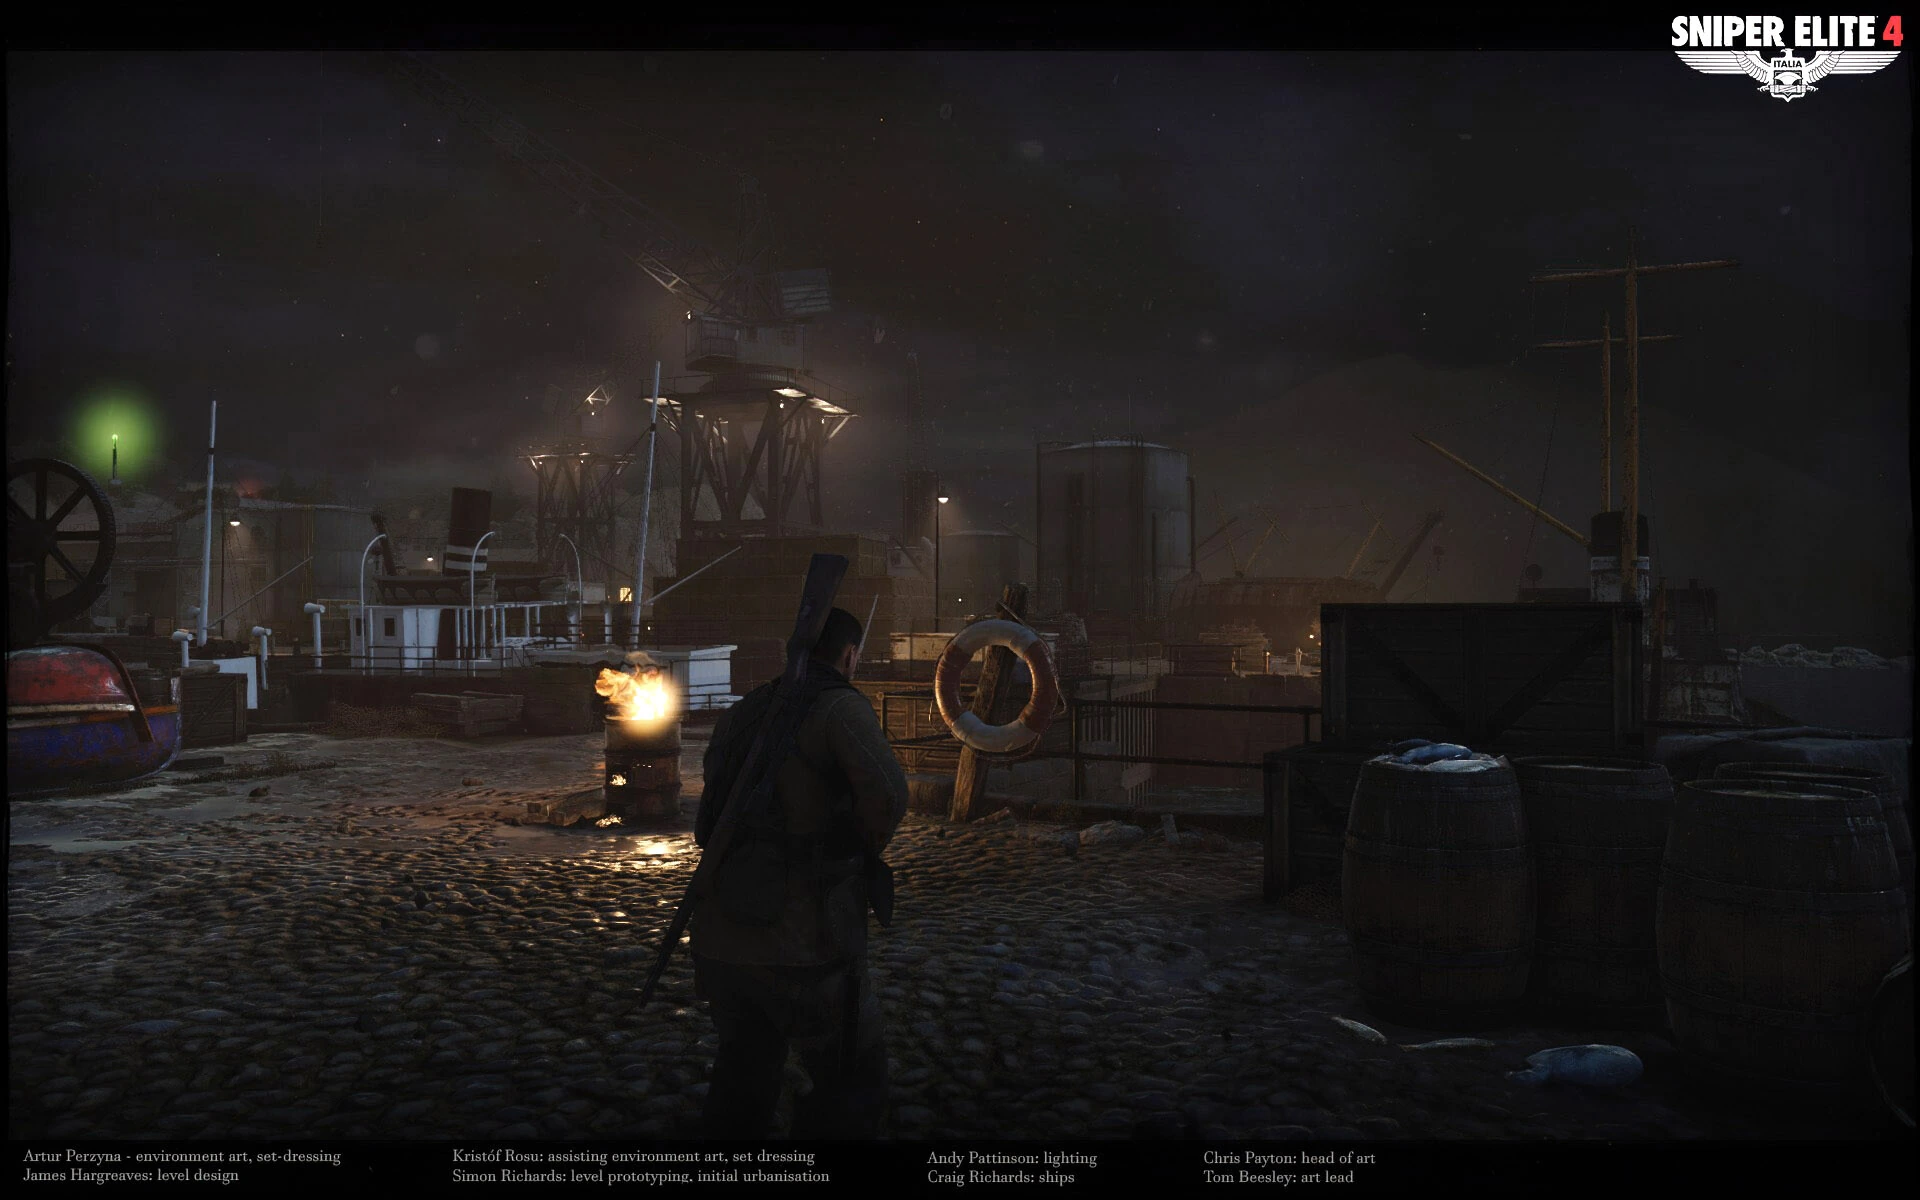 SNIPER ELITE 4
ITALIA
Artur Perzyna - environment art, set-dressing
James Hargreaves: level design
Kristóf Rosu: assisting environment art, set dressing
Simon Richards: level prototyping, initial urbanisation
Andy Pattinson: lighting
Craig Richards: ships
Chris Payton: head of art
Tom Beesley: art lead